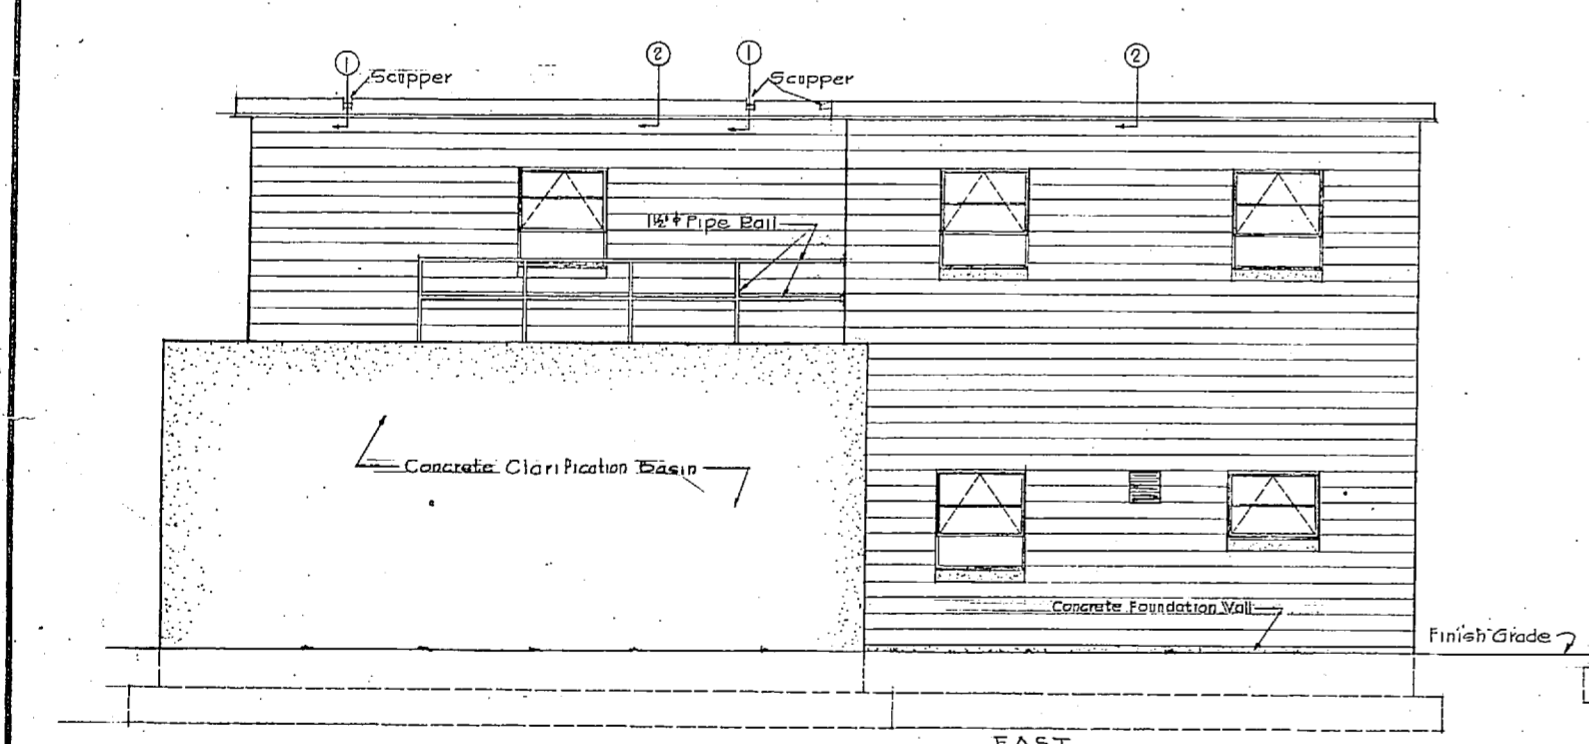 1 2 1 2
Scupper Scupper
1½"φ Pipe Rail
Concrete Clarification Basin
Concrete Foundation Wall
Finish Grade
EAST